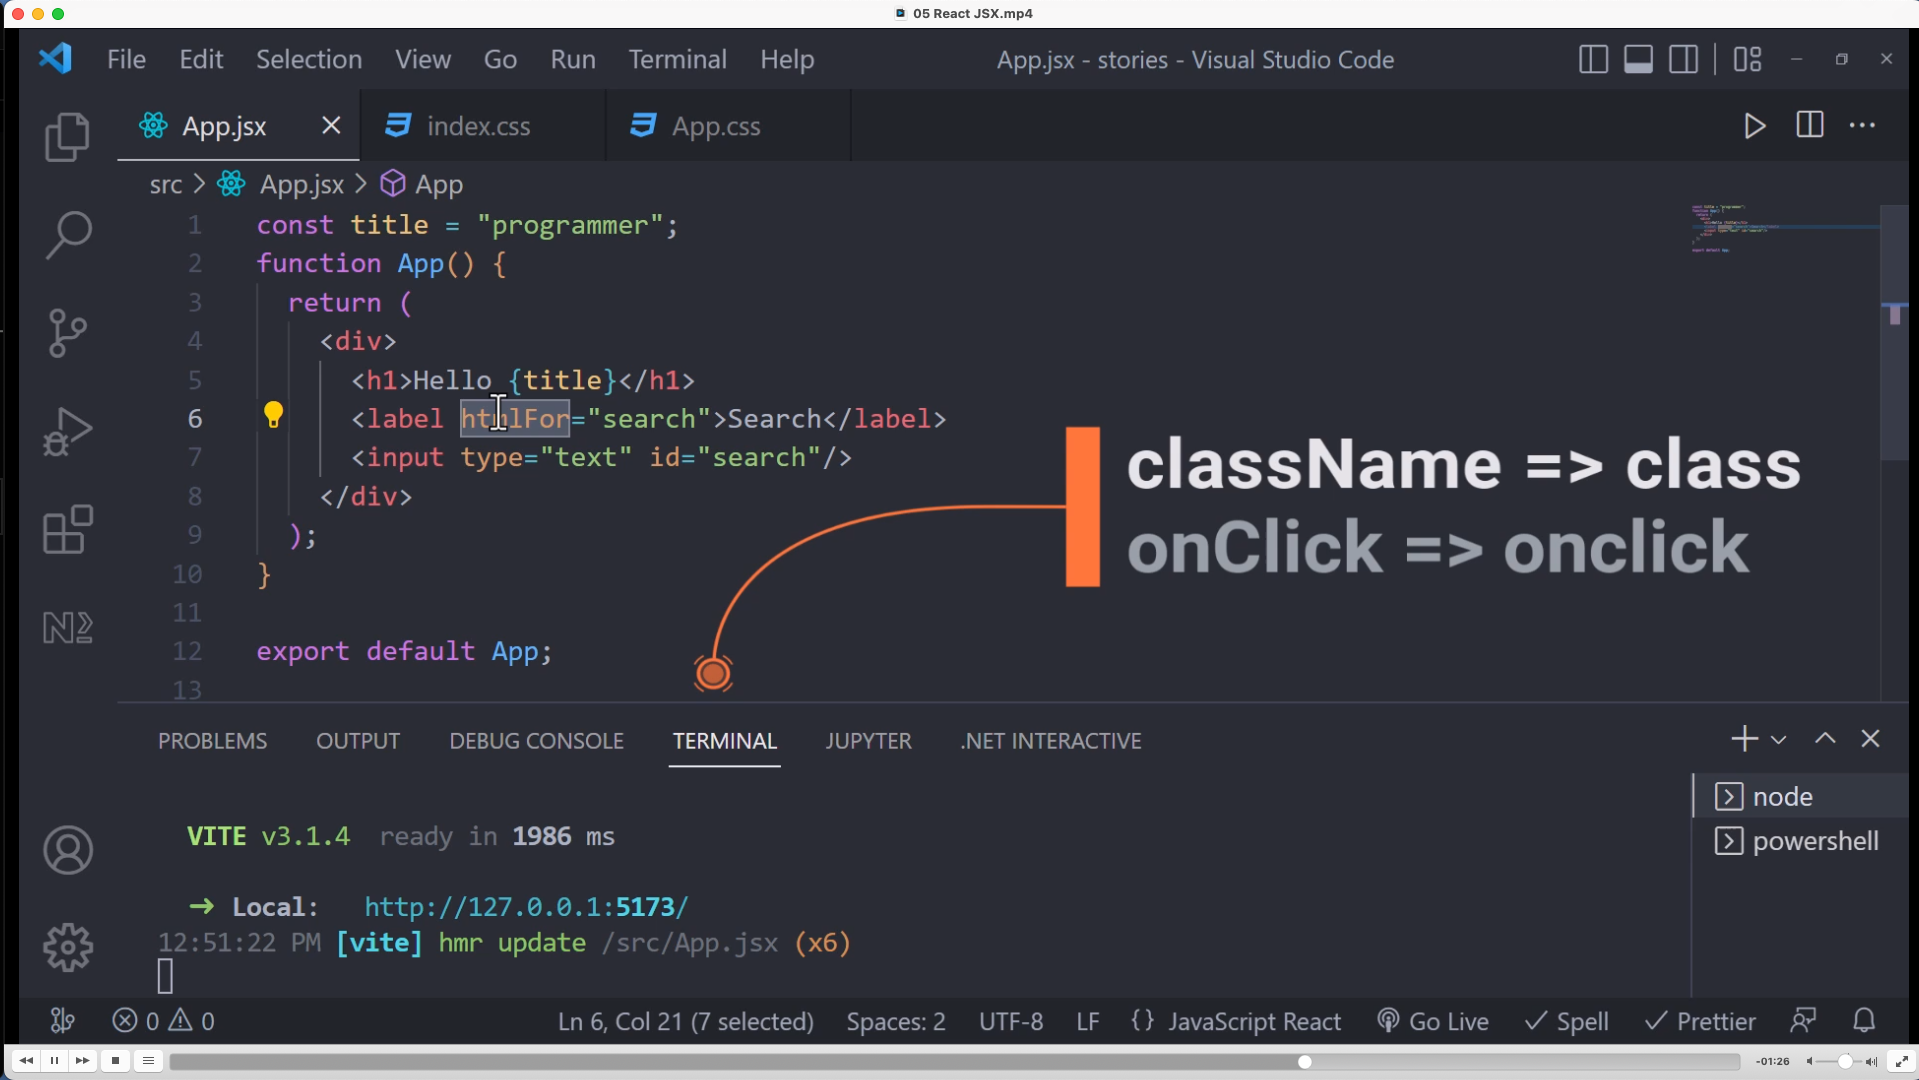 05 React JSX.mp4
File Edit Selection View Go Run Terminal Help
App.jsx - stories - Visual Studio Code
App.jsx
index.css
App.css
src > App.jsx > App
1 const title = "programmer";
2 function App() {
3 return (
4 <div>
5 <h1>Hello {title}</h1>
6 <label htmlFor="search">Search</label>
7 <input type="text" id="search"/>
8 </div>
9 );
10 }
11
12 export default App;
13
className => class
onClick => onclick
PROBLEMS OUTPUT DEBUG CONSOLE TERMINAL JUPYTER .NET INTERACTIVE
node
powershell
VITE v3.1.4 ready in 1986 ms
➜ Local: http://127.0.0.1:5173/
12:51:22 PM [vite] hmr update /src/App.jsx (x6)
0 0
Ln 6, Col 21 (7 selected) Spaces: 2 UTF-8 LF {} JavaScript React Go Live Spell Prettier
-01:26